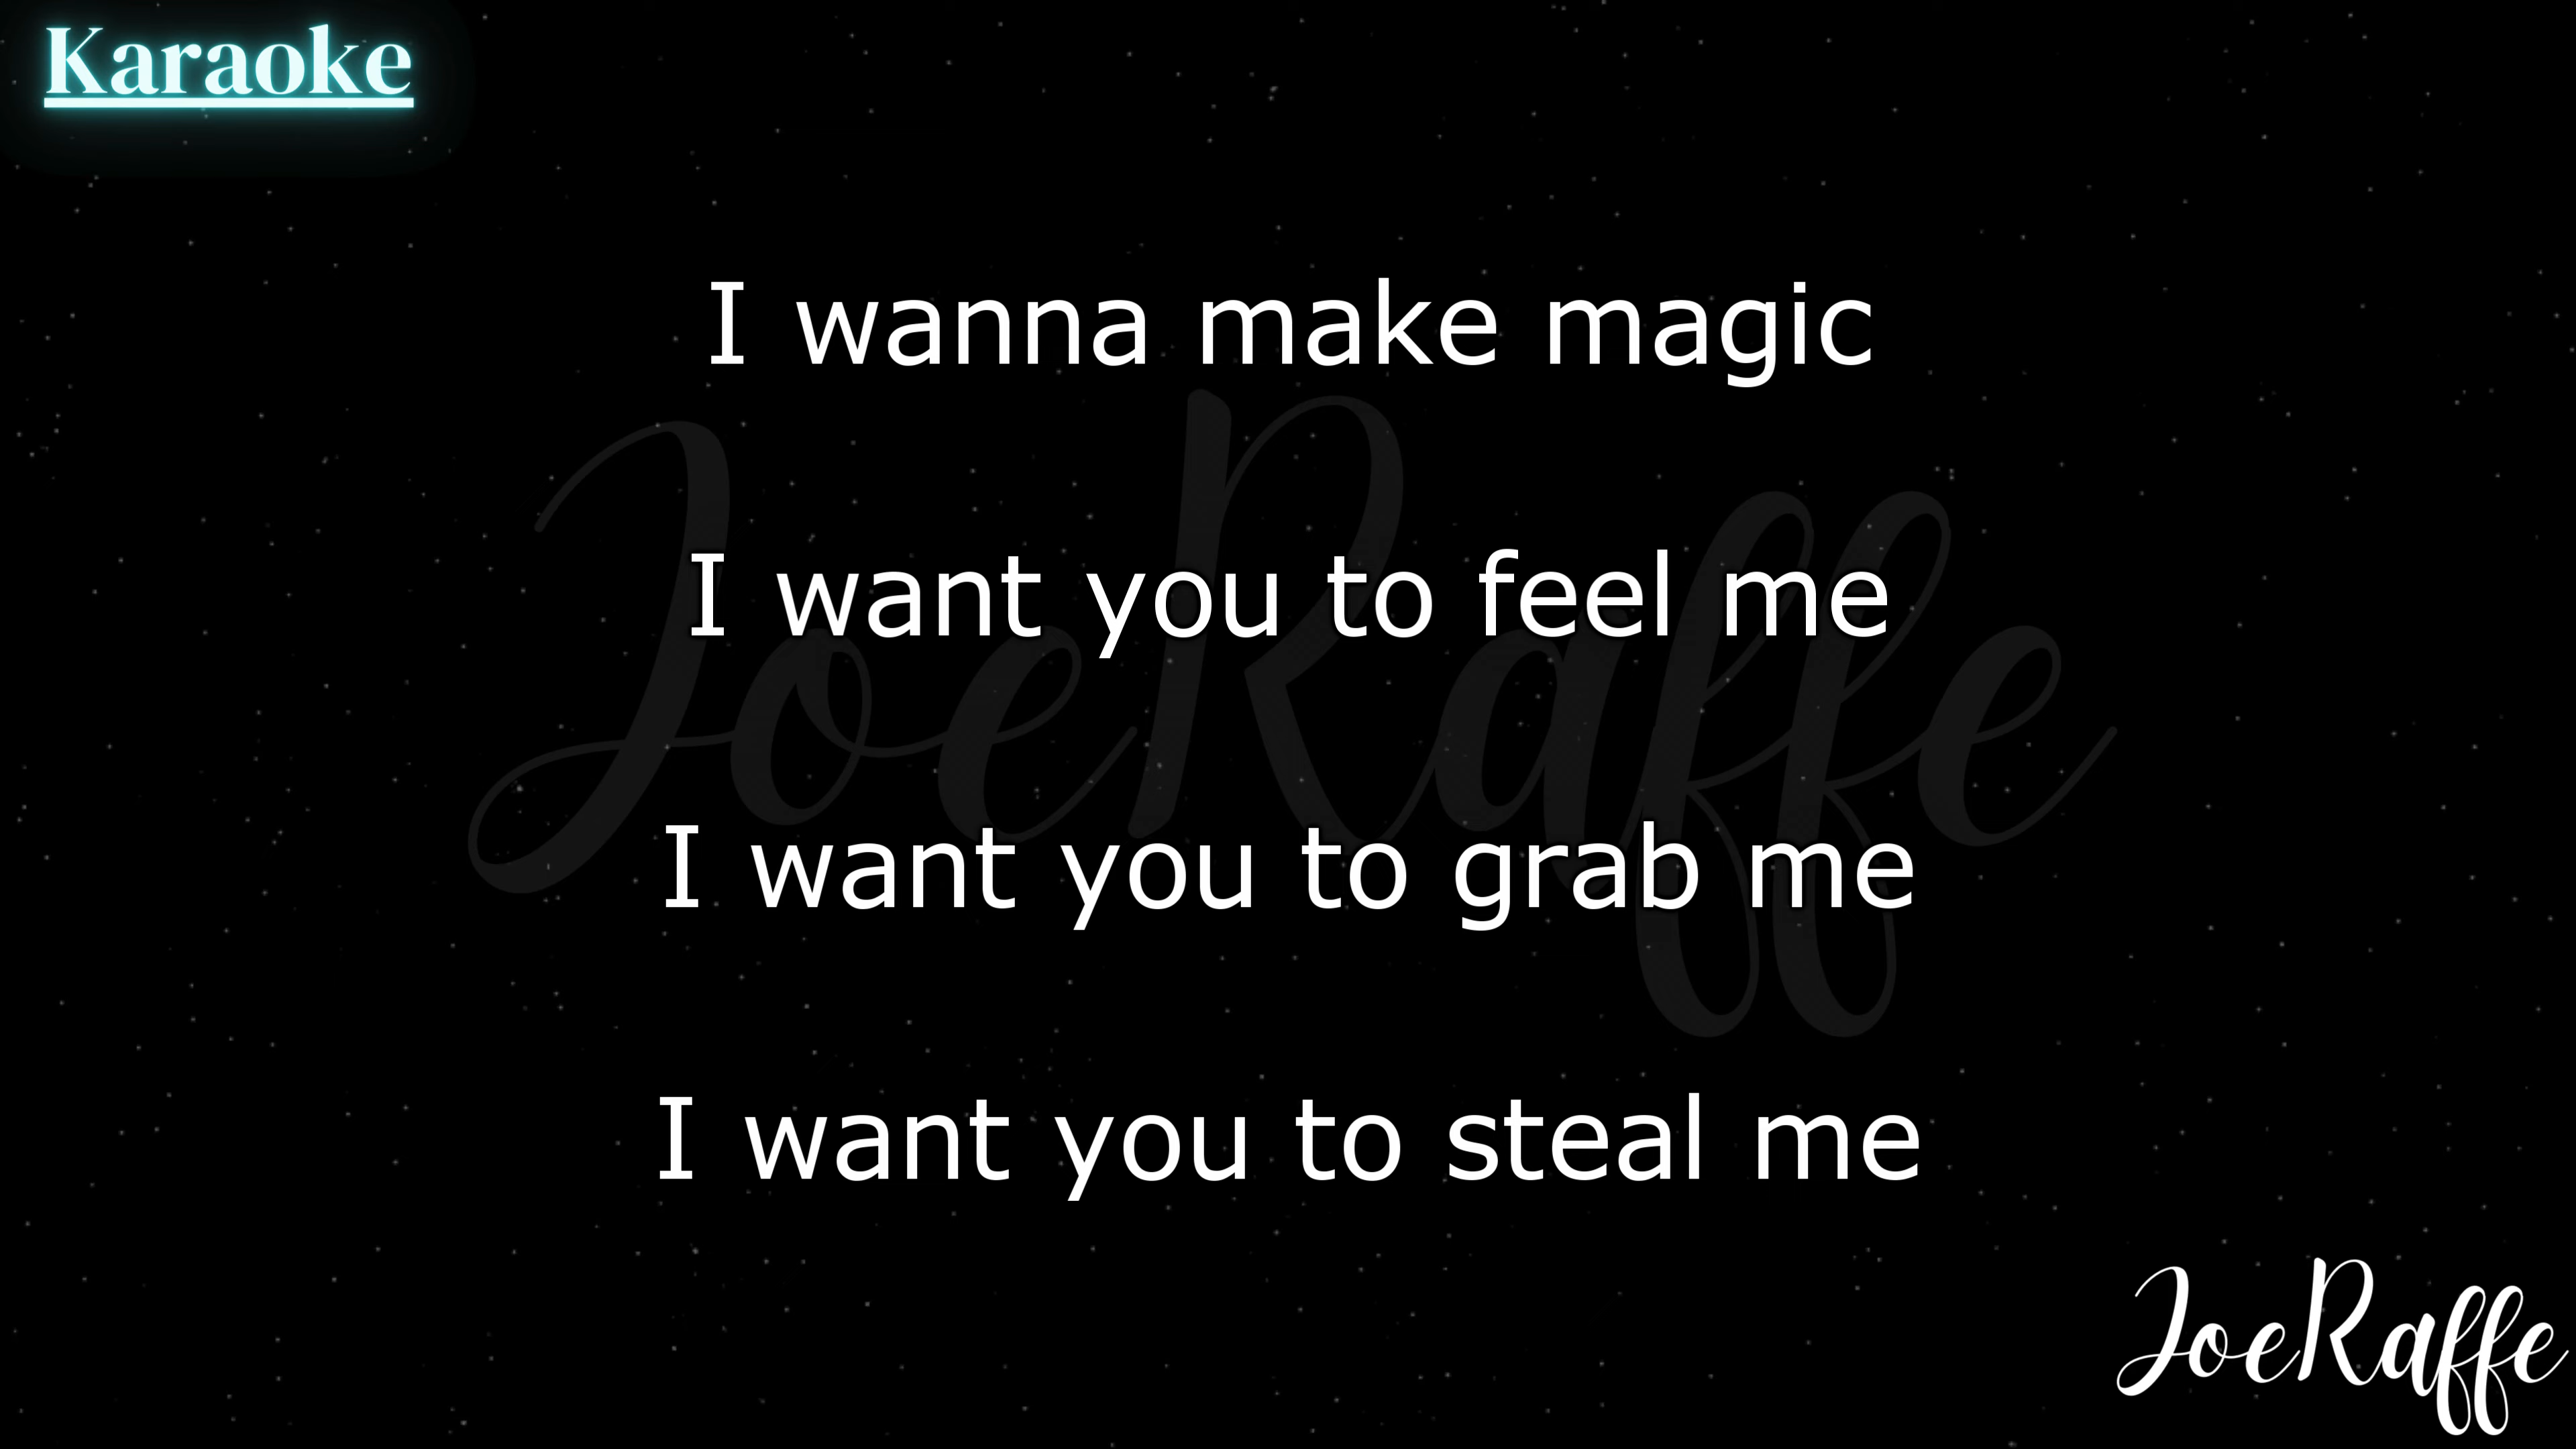 Karaoke
I wanna make magic
I want you to feel me
I want you to grab me
I want you to steal me
JoeRaffe
JoeRaffe